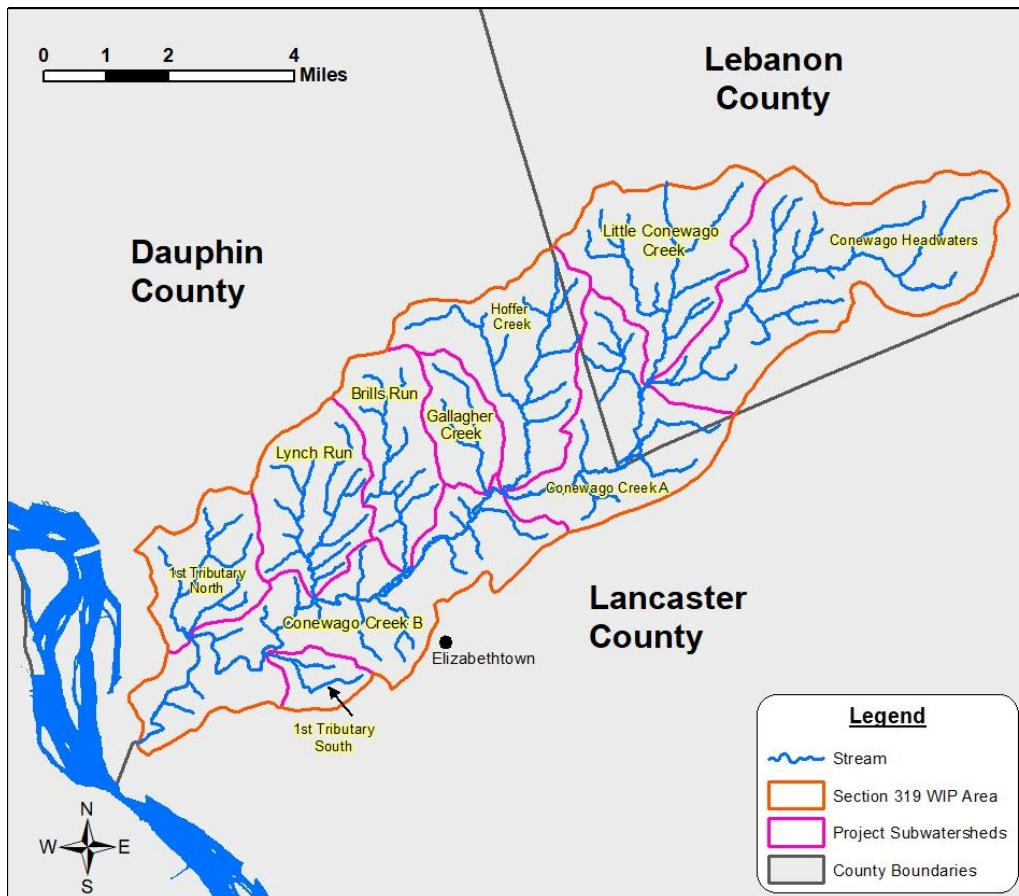 0 1 2 4
Miles
Lebanon
County
Dauphin
County
Little Conewago
Creek
Conewago Headwaters
Hoffer
Creek
Brills Run
Gallagher
Creek
Lynch Run
Conewago Creek A
1st Tributary
North
Conewago Creek B
Lancaster
County
Elizabethtown
1st Tributary
South
N
W E
S
Legend
Stream
Section 319 WIP Area
Project Subwatersheds
County Boundaries